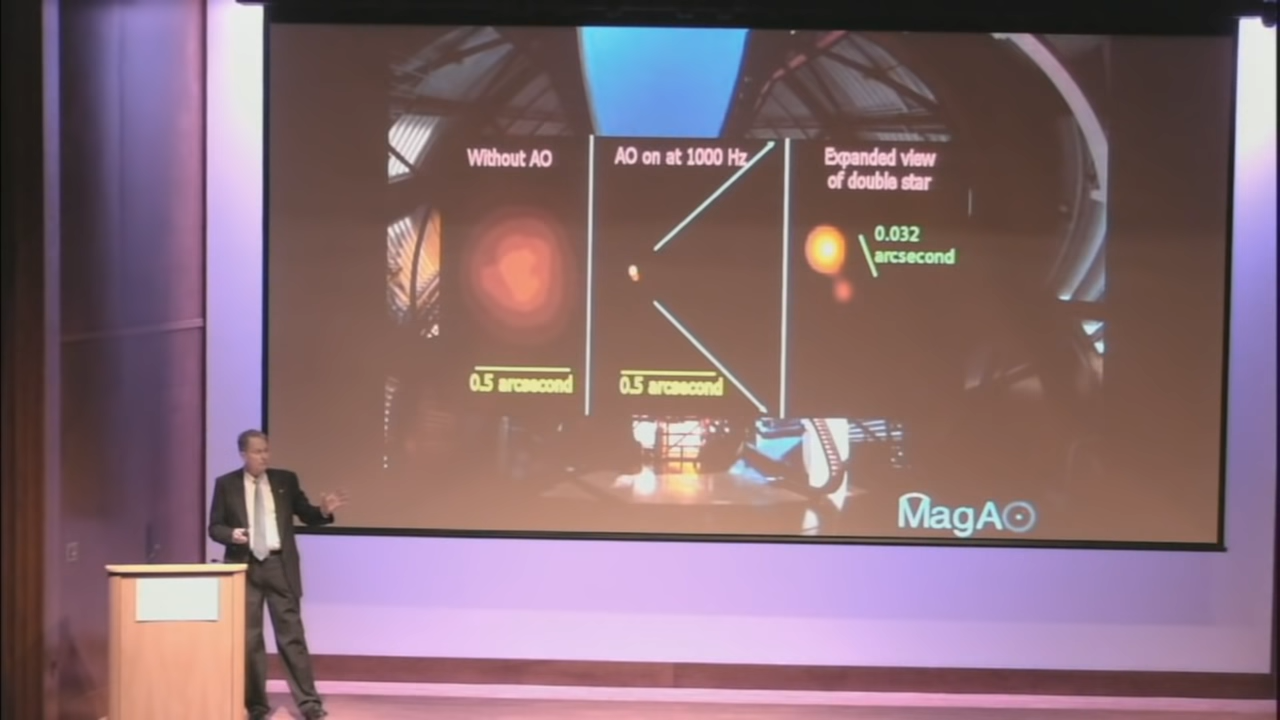 Without AO
AO on at 1000 Hz
Expanded view
of double star
0.032
arcsecond
0.5 arcsecond
0.5 arcsecond
MagAO